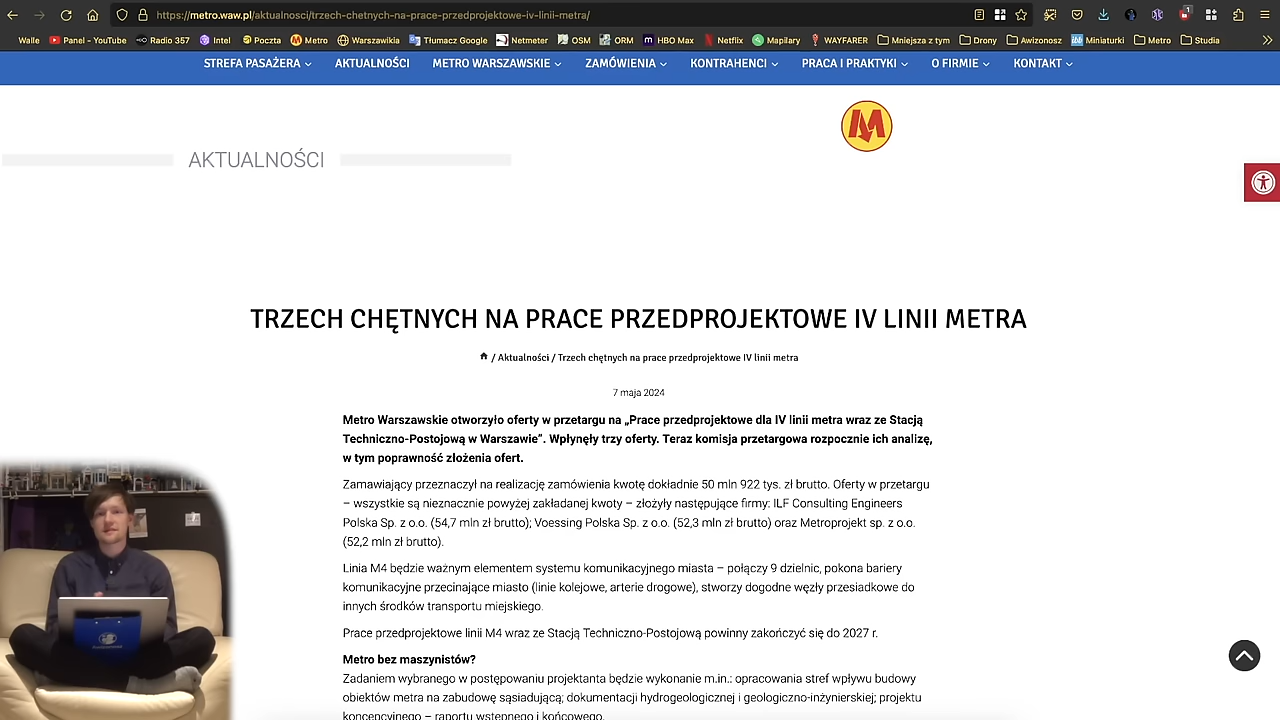 https://metro.waw.pl/aktualnosci/trzech-chetnych-na-prace-przedprojektowe-iv-linii-metra/
1
Walle Panel - YouTube Radio 357 Intel Poczta Metro Warszawikia Tłumacz Google Netmeter OSM ORM HBO Max Netflix Mapilary WAYFARER Mniejsza z tym Drony Awizonosz Miniaturki Metro Studia
STREFA PASAŻERA AKTUALNOŚCI METRO WARSZAWSKIE ZAMÓWIENIA KONTRAHENCI PRACA I PRAKTYKI O FIRMIE KONTAKT
M
AKTUALNOŚCI
TRZECH CHĘTNYCH NA PRACE PRZEDPROJEKTOWE IV LINII METRA
/ Aktualności / Trzech chętnych na prace przedprojektowe IV linii metra
7 maja 2024
Metro Warszawskie otworzyło oferty w przetargu na „Prace przedprojektowe dla IV linii metra wraz ze Stacją
Techniczno-Postojową w Warszawie”. Wpłynęły trzy oferty. Teraz komisja przetargowa rozpocznie ich analizę,
w tym poprawność złożenia ofert.
Zamawiający przeznaczył na realizację zamówienia kwotę dokładnie 50 mln 922 tys. zł brutto. Oferty w przetargu
– wszystkie są nieznacznie powyżej zakładanej kwoty – złożyły następujące firmy: ILF Consulting Engineers
Polska Sp. z o.o. (54,7 mln zł brutto); Voessing Polska Sp. z o.o. (52,3 mln zł brutto) oraz Metroprojekt sp. z o.o.
(52,2 mln zł brutto).
Linia M4 będzie ważnym elementem systemu komunikacyjnego miasta – połączy 9 dzielnic, pokona bariery
komunikacyjne przecinające miasto (linie kolejowe, arterie drogowe), stworzy dogodne węzły przesiadkowe do
innych środków transportu miejskiego.
Prace przedprojektowe linii M4 wraz ze Stacją Techniczno-Postojową powinny zakończyć się do 2027 r.
Metro bez maszynistów?
Zadaniem wybranego w postępowaniu projektanta będzie wykonanie m.in.: opracowania stref wpływu budowy
obiektów metra na zabudowę sąsiadującą; dokumentacji hydrogeologicznej i geologiczno-inżynierskiej; projektu
koncepcyjnego – raportu wstępnego i końcowego.